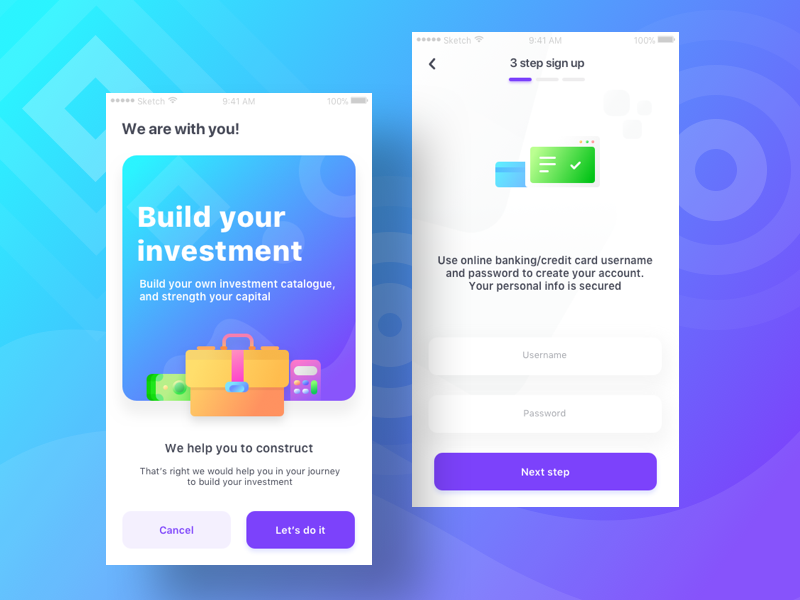 Sketch 9:41 AM 100%
We are with you!
Build your
investment
Build your own investment catalogue,
and strength your capital
We help you to construct
That's right we would help you in your journey
to build your investment
Cancel Let's do it
Sketch 9:41 AM 100%
3 step sign up
Use online banking/credit card username
and password to create your account.
Your personal info is secured
Username
Password
Next step